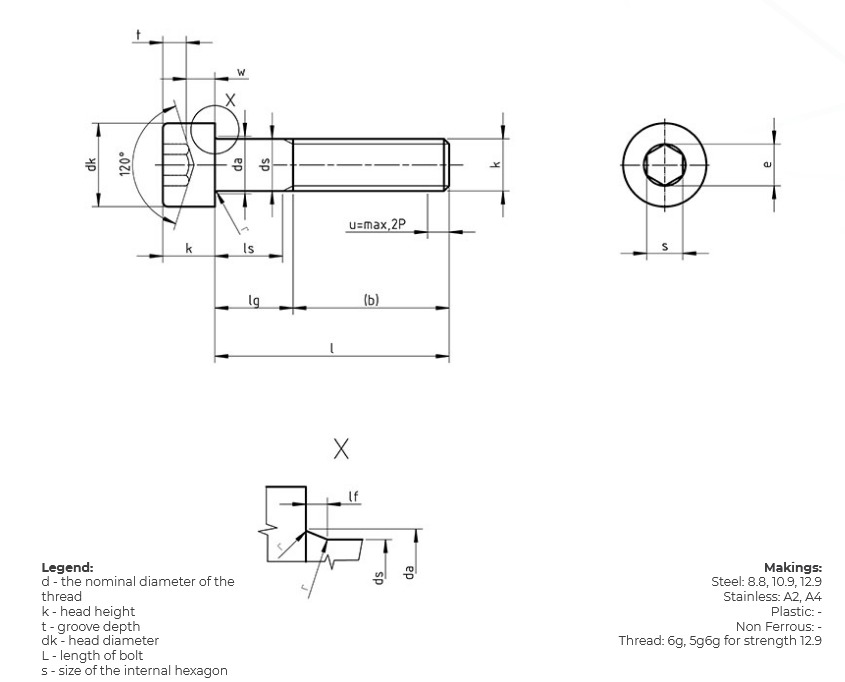 t
w
X
dk
120°
da
ds
k
e
r
u=max,2P
k
ls
s
lg
(b)
l
X
lf
r
r
ds
da
Legend:
d - the nominal diameter of the
thread
k - head height
t - groove depth
dk - head diameter
L - length of bolt
s - size of the internal hexagon
Makings:
Steel: 8.8, 10.9, 12.9
Stainless: A2, A4
Plastic: -
Non Ferrous: -
Thread: 6g, 5g6g for strength 12.9